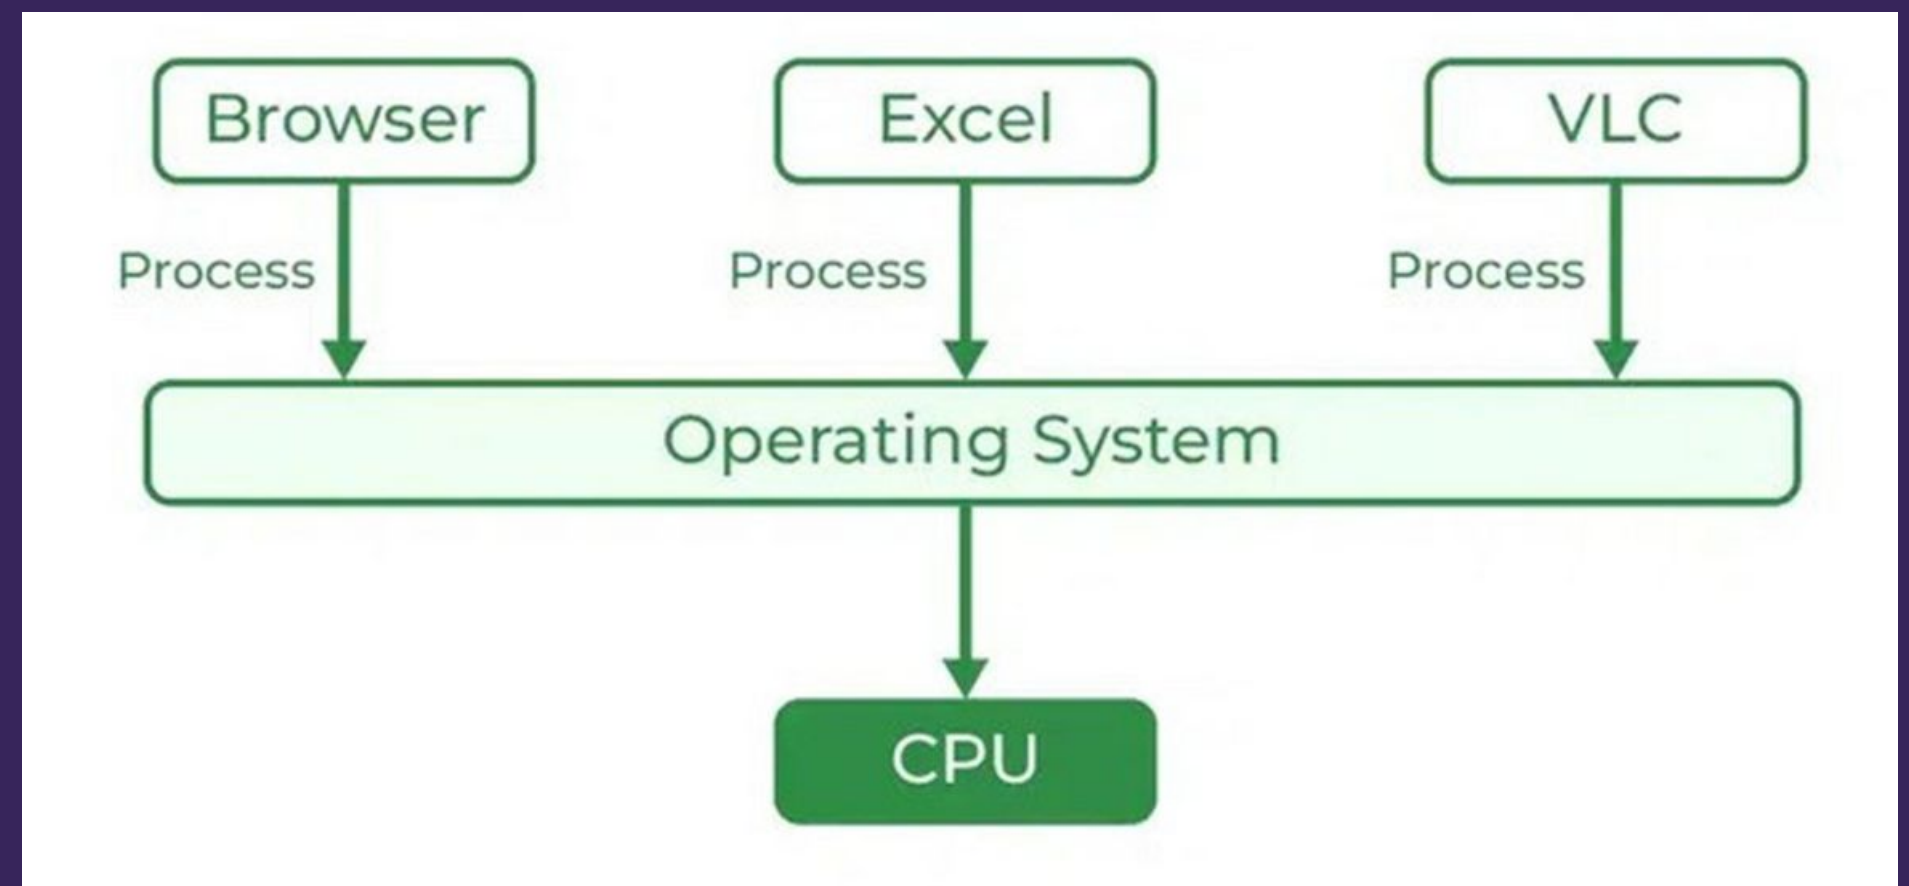 Browser
Excel
VLC
Process
Process
Process
Operating System
CPU